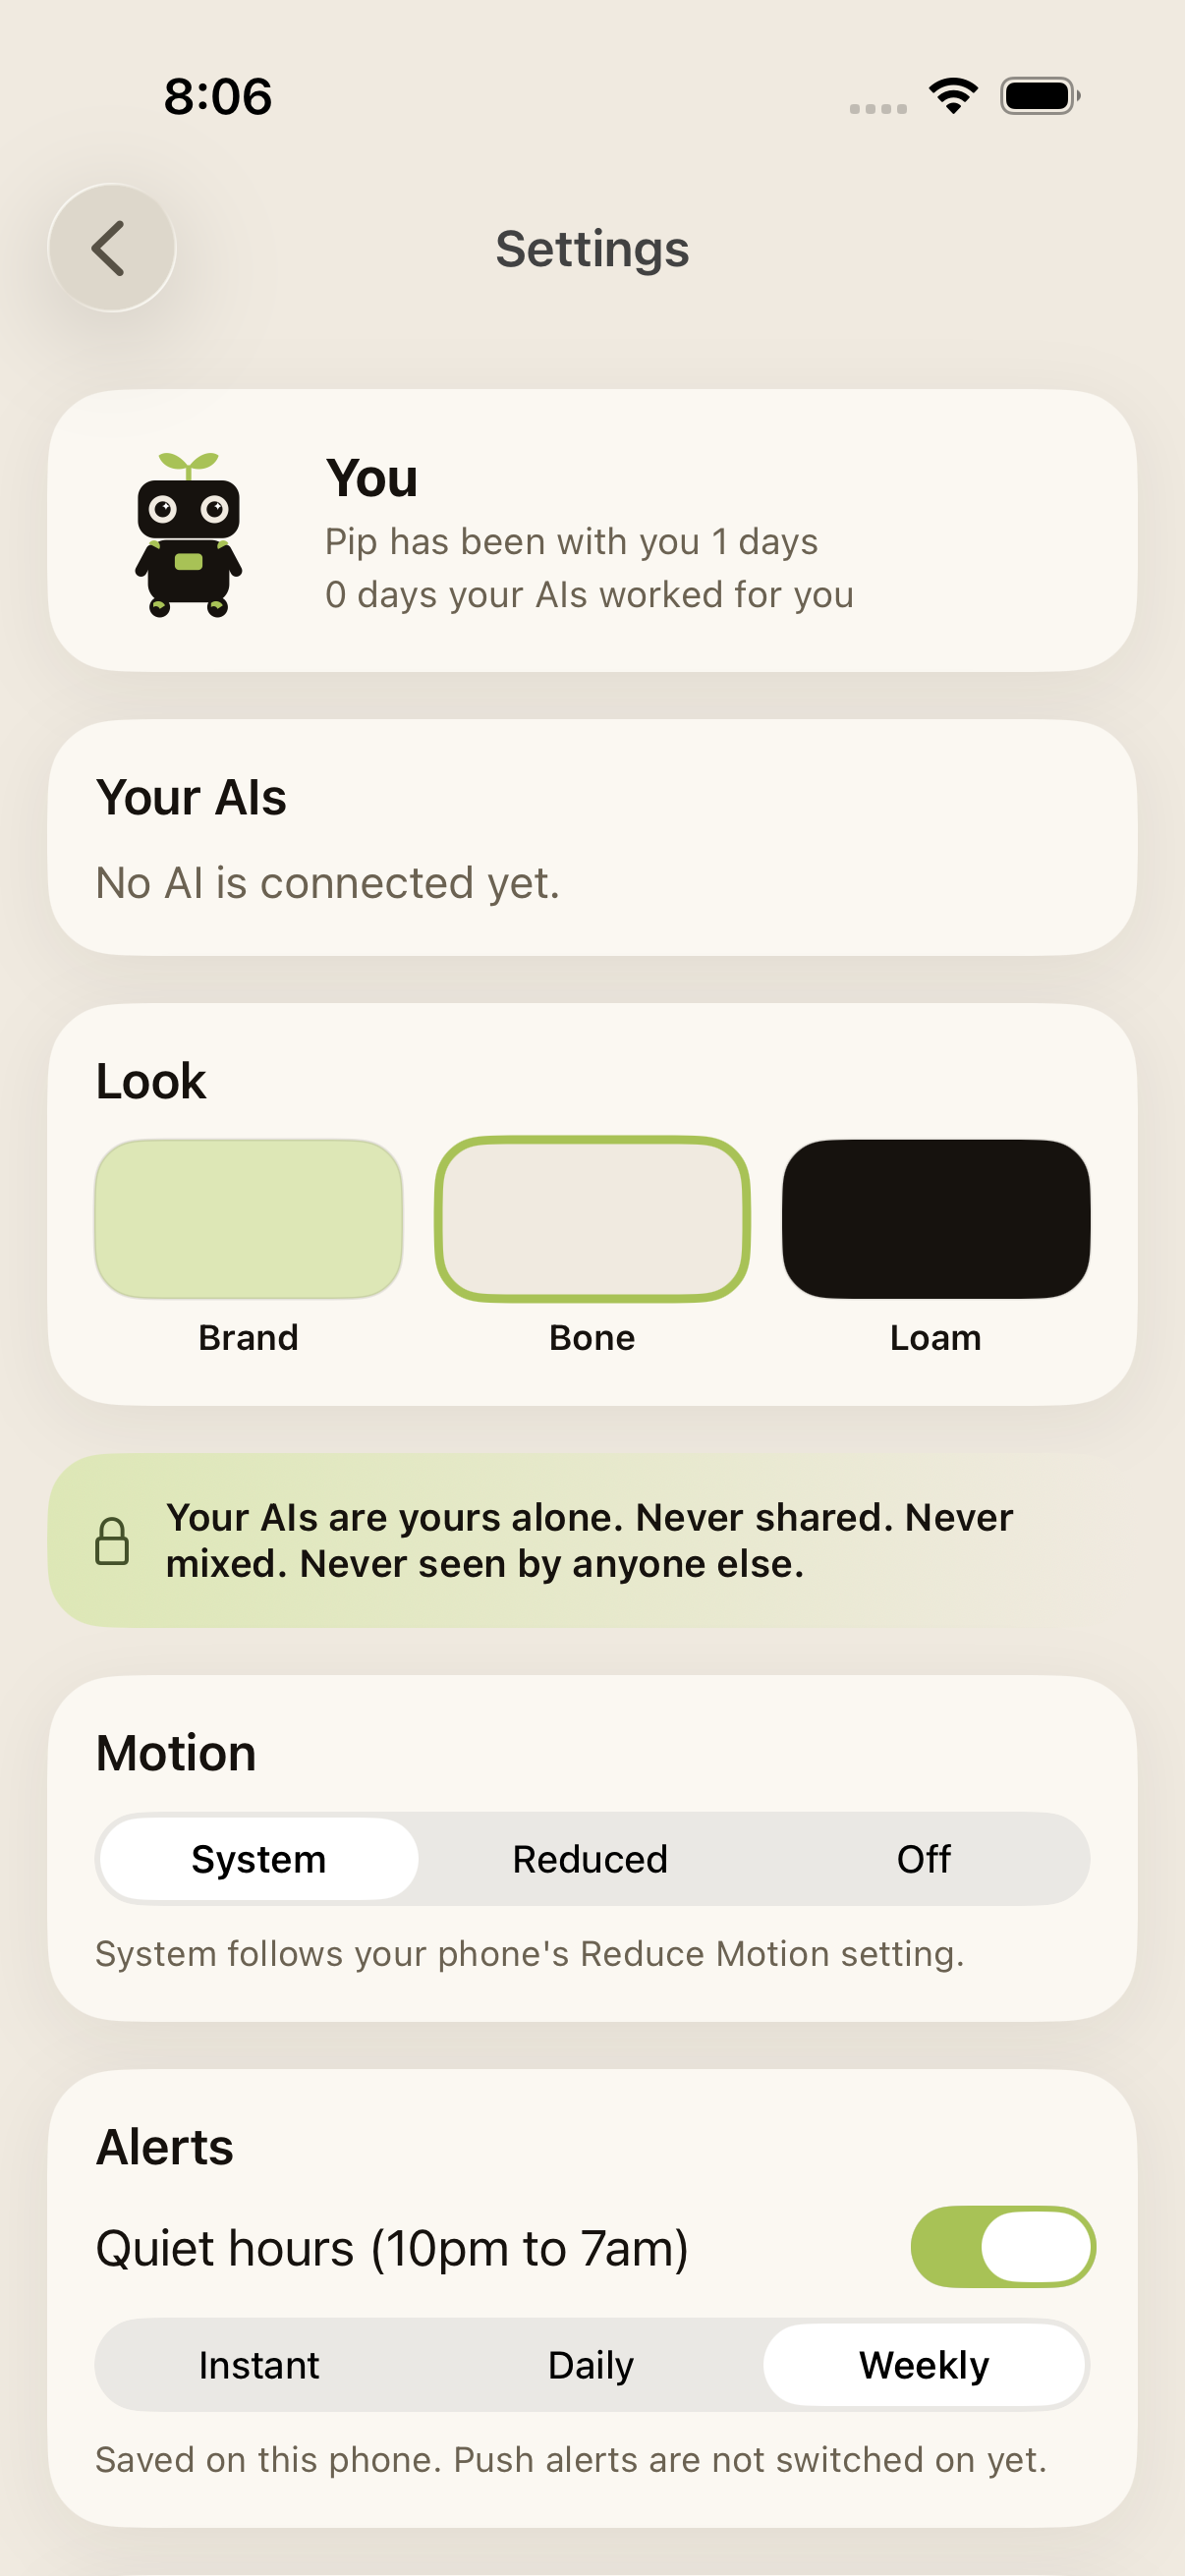 8:06
Settings
You
Pip has been with you 1 days
0 days your AIs worked for you
Your AIs
No AI is connected yet.
Look
Brand
Bone
Loam
Your AIs are yours alone. Never shared. Never
mixed. Never seen by anyone else.
Motion
System
Reduced
Off
System follows your phone's Reduce Motion setting.
Alerts
Quiet hours (10pm to 7am)
Instant
Daily
Weekly
Saved on this phone. Push alerts are not switched on yet.